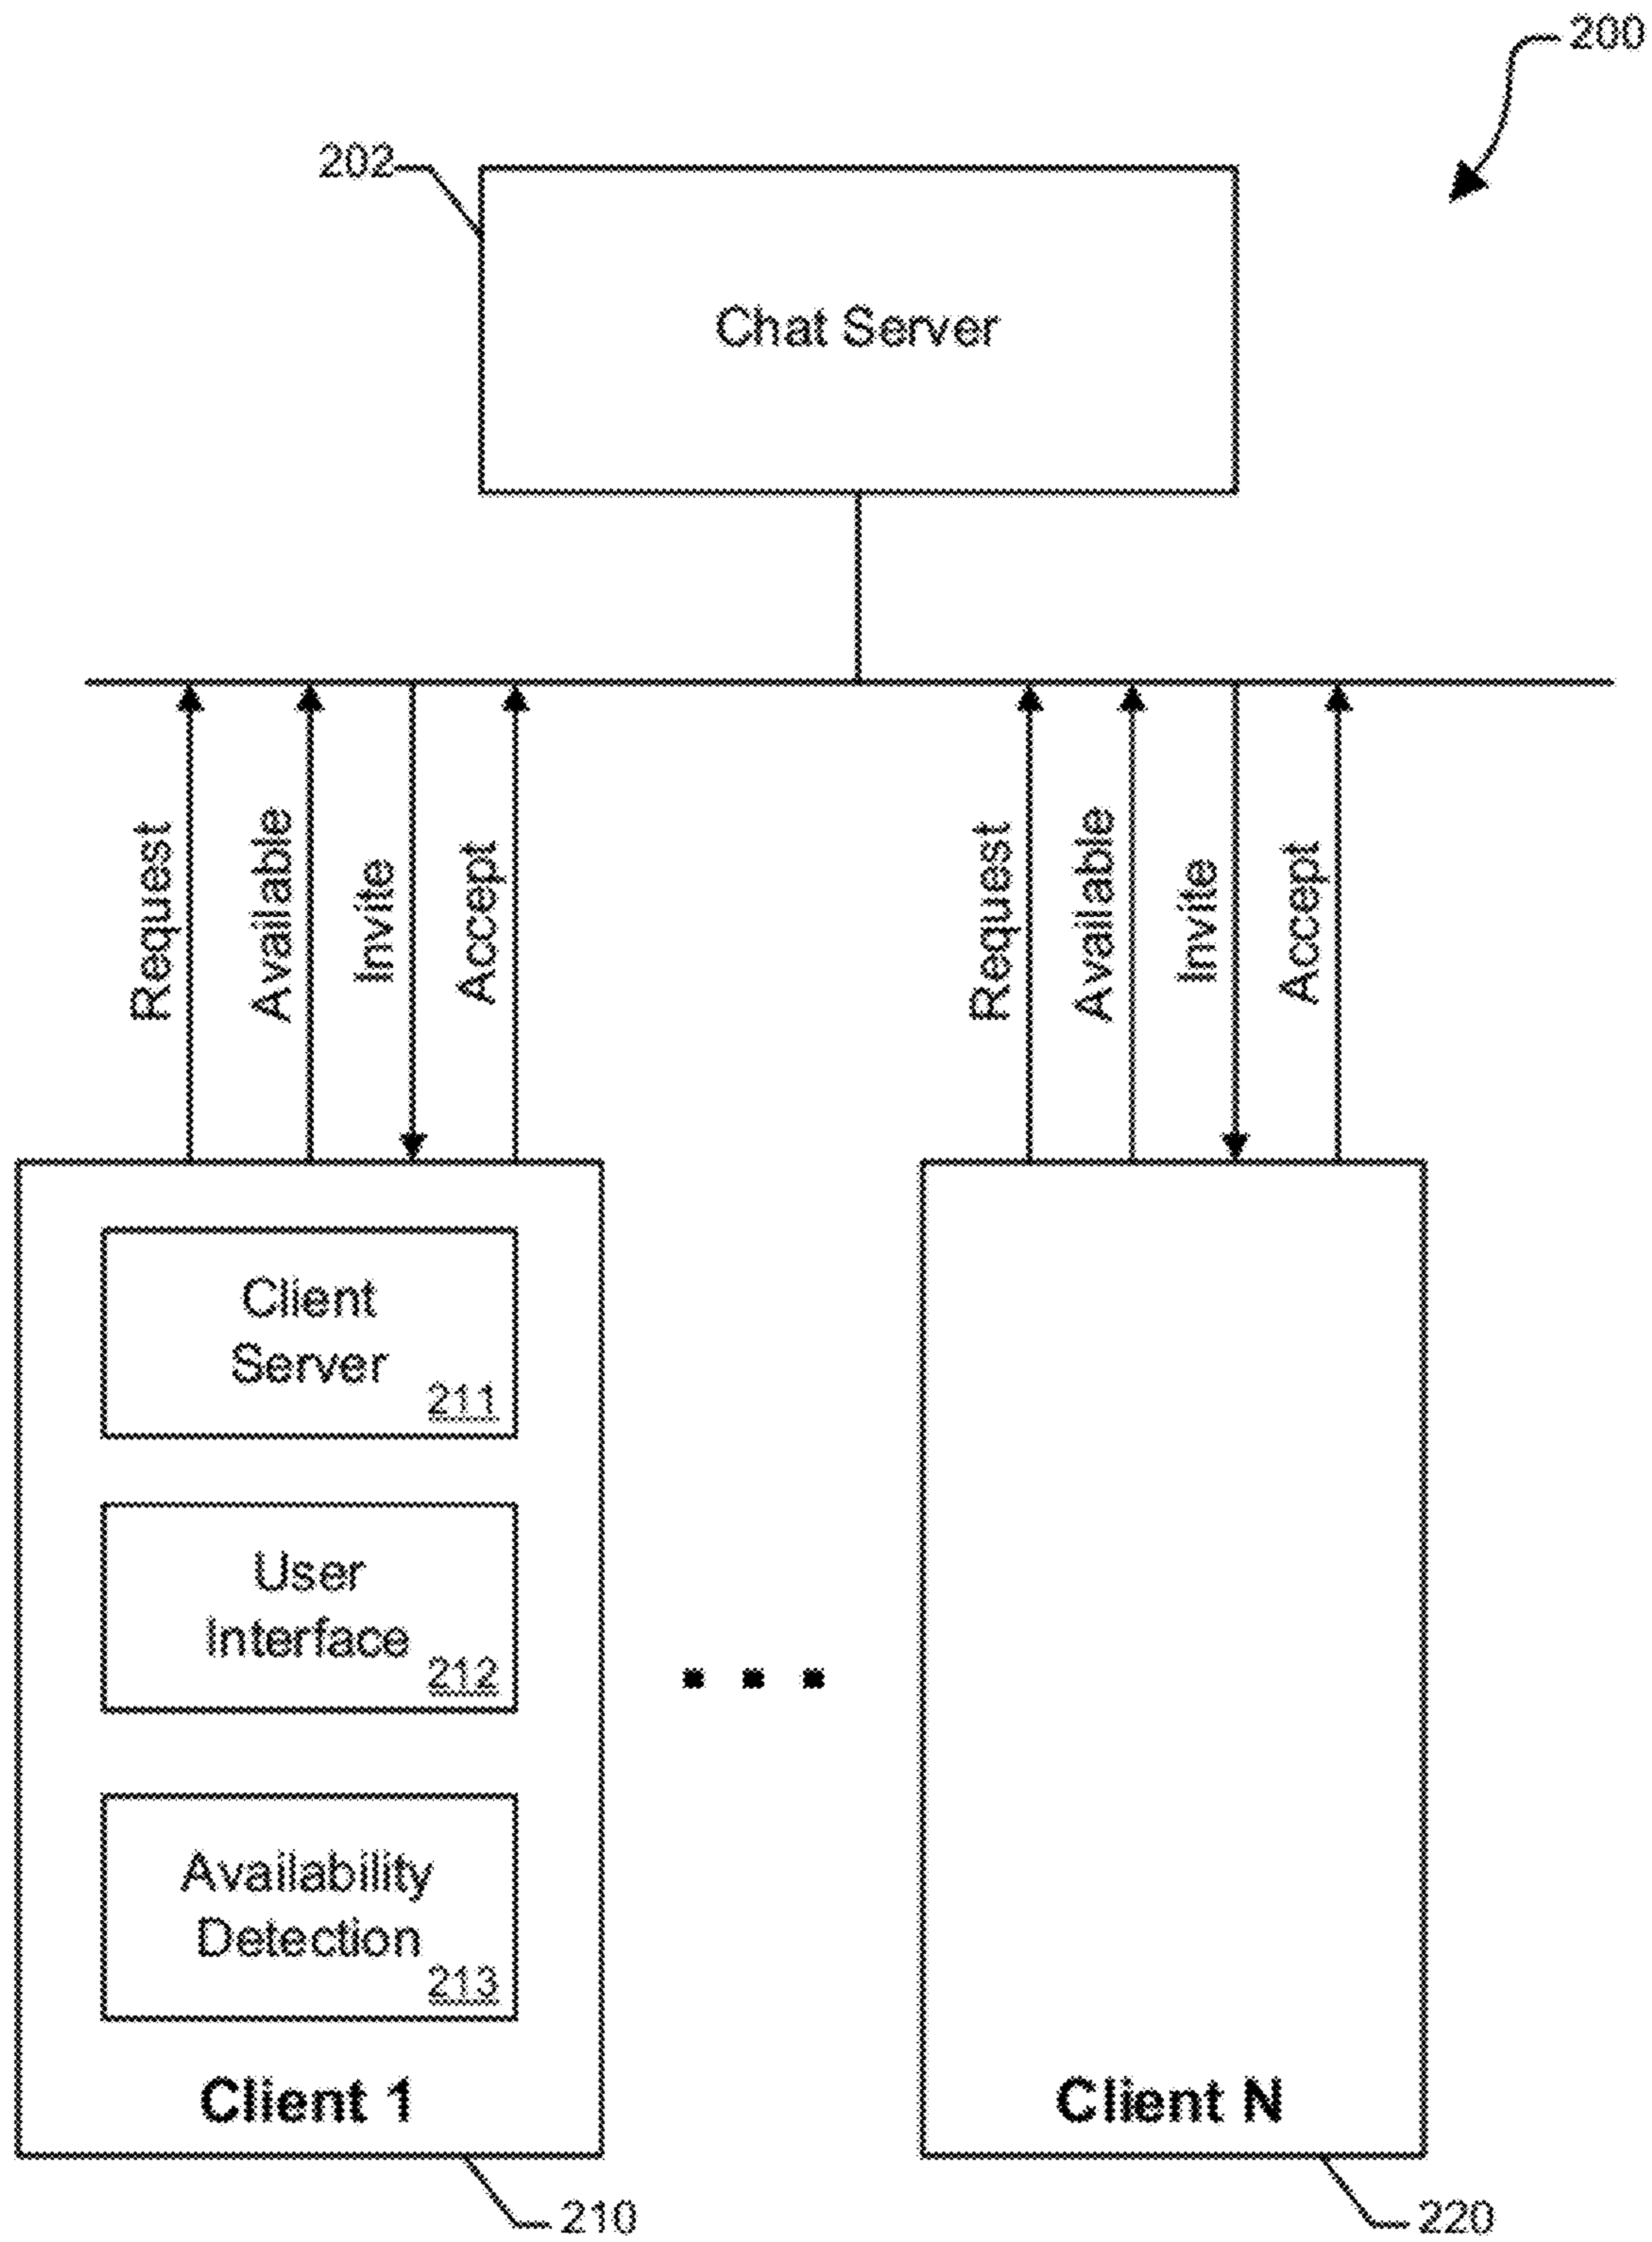 200
202
Chat Server
Request
Available
Invite
Accept
Request
Available
Invite
Accept
Client
Server
211
User
Interface
212
Availability
Detection
213
Client 1
Client N
210
220